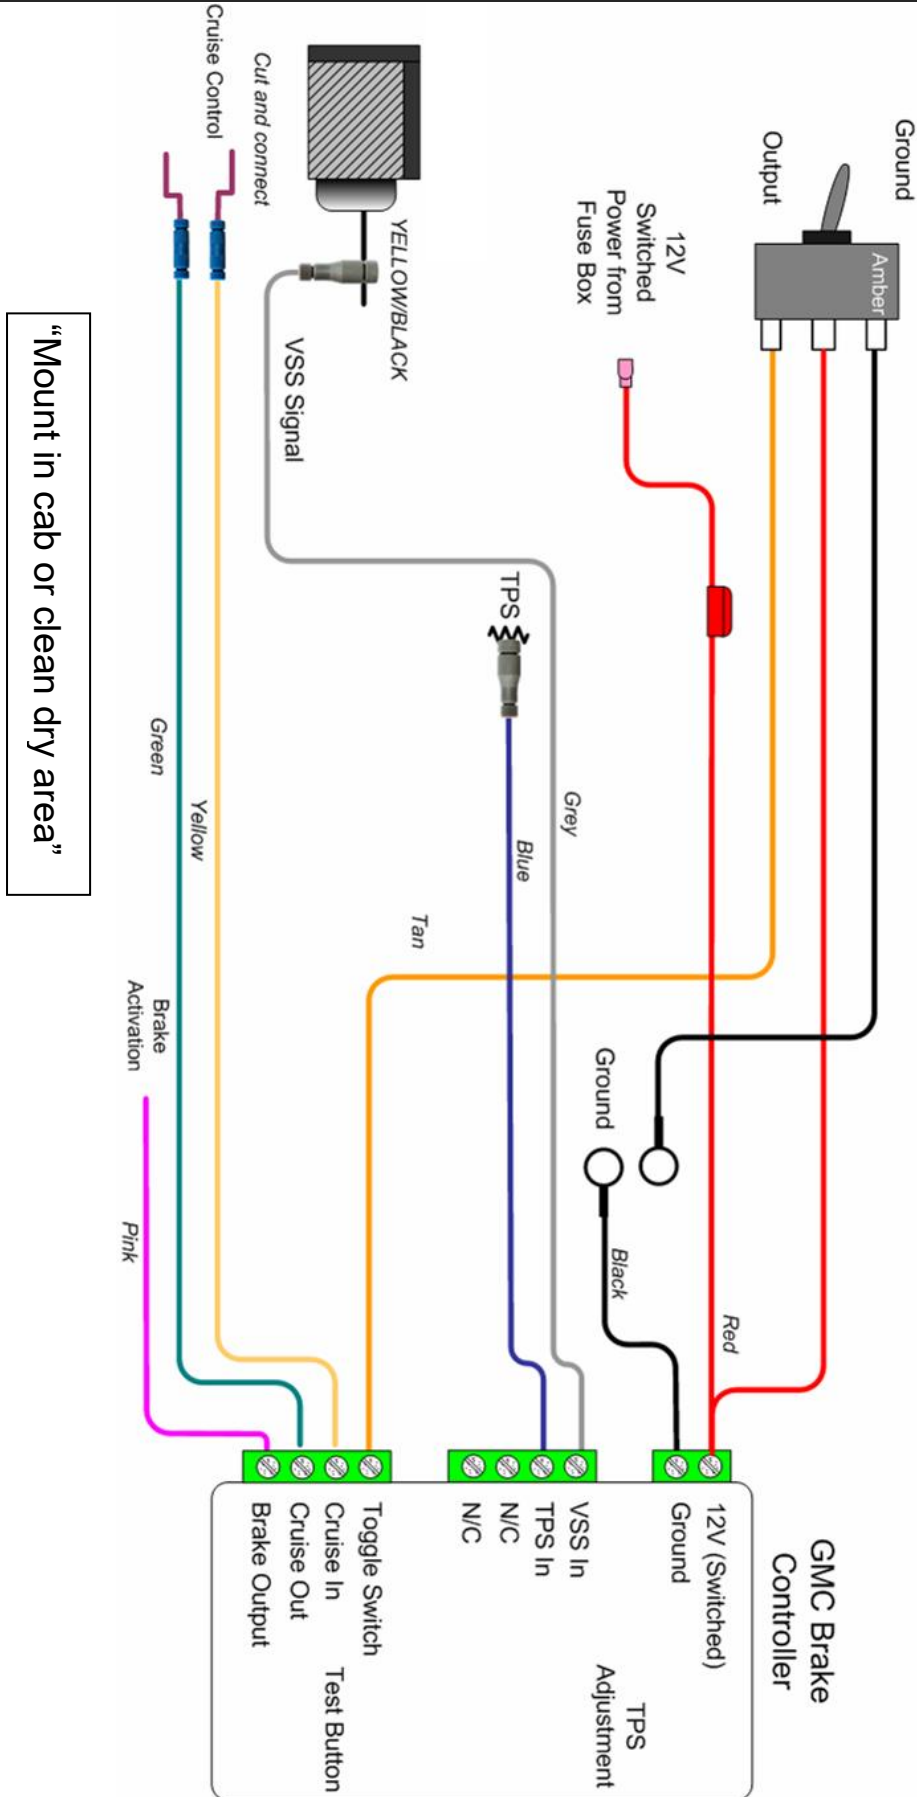 GMC Brake
Controller
12V (Switched)
Ground
VSS In
TPS In
N/C
N/C
Toggle Switch
Cruise In
Cruise Out
Brake Output
TPS
Adjustment
Test Button
Ground
Amber
Output
12V
Switched
Power from
Fuse Box
YELLOW/BLACK
VSS Signal
Cut and connect
Cruise Control
TPS
Red
Ground
Black
Grey
Blue
Tan
Yellow
Green
Brake
Activation
Pink
“Mount in cab or clean dry area”